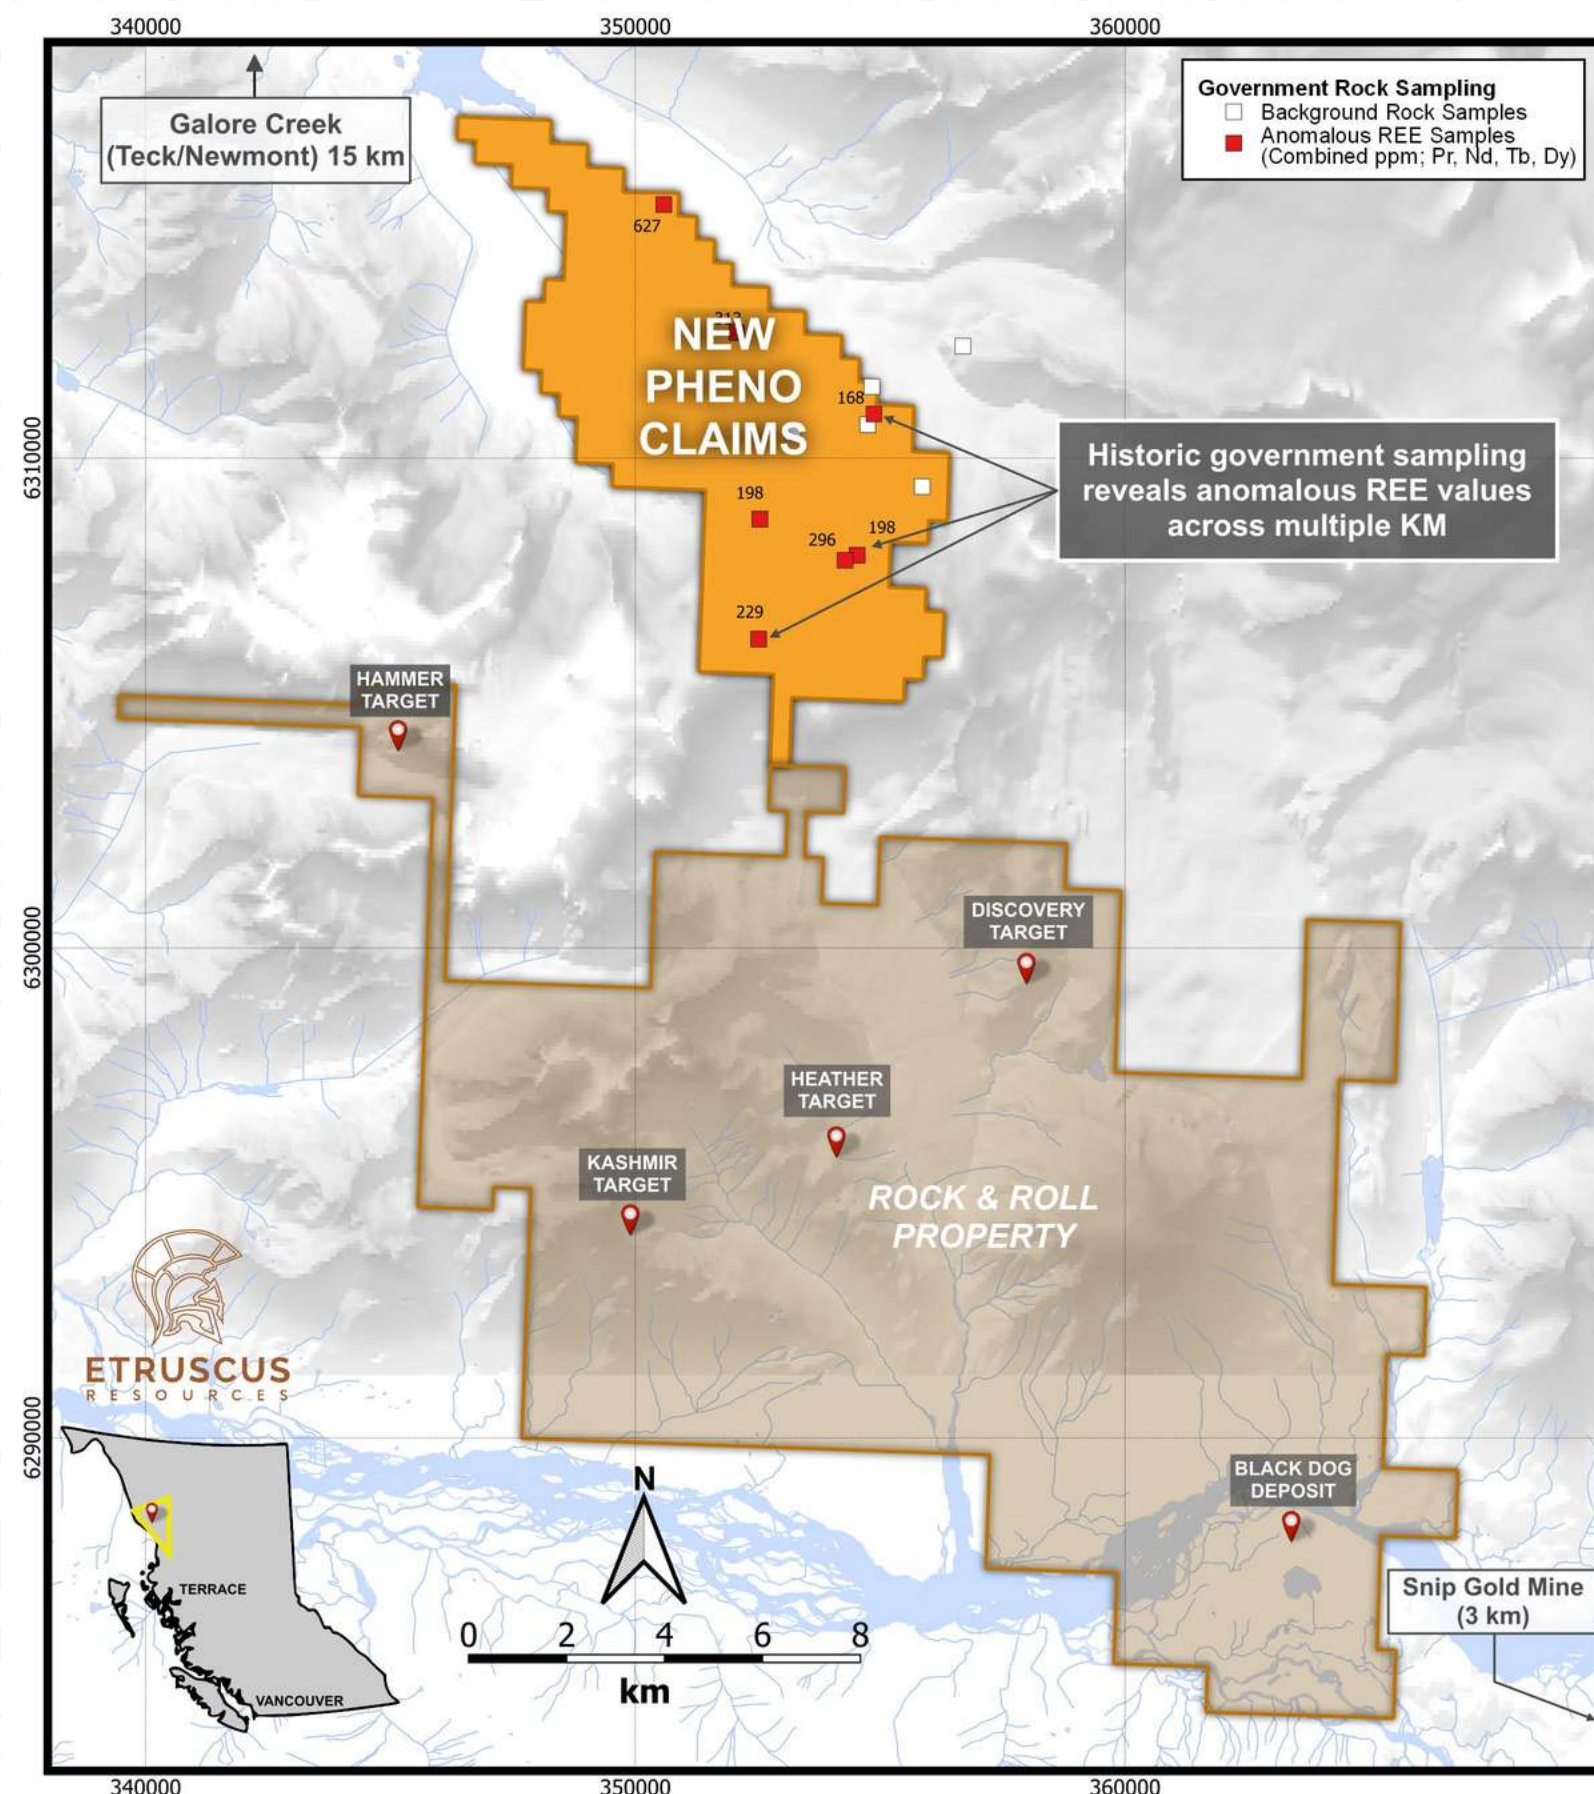 340000
350000
360000
Galore Creek
(Teck/Newmont) 15 km
Government Rock Sampling
Background Rock Samples
Anomalous REE Samples
(Combined ppm; Pr, Nd, Tb, Dy)
627
NEW
PHENO
CLAIMS
168
6310000
Historic government sampling
reveals anomalous REE values
across multiple KM
198
198
296
229
HAMMER
TARGET
DISCOVERY
TARGET
6300000
HEATHER
TARGET
KASHMIR
TARGET
ROCK & ROLL
PROPERTY
ETRUSCUS
RESOURCES
6290000
BLACK DOG
DEPOSIT
N
TERRACE
VANCOUVER
0 2 4 6 8
km
Snip Gold Mine
(3 km)
340000
350000
360000